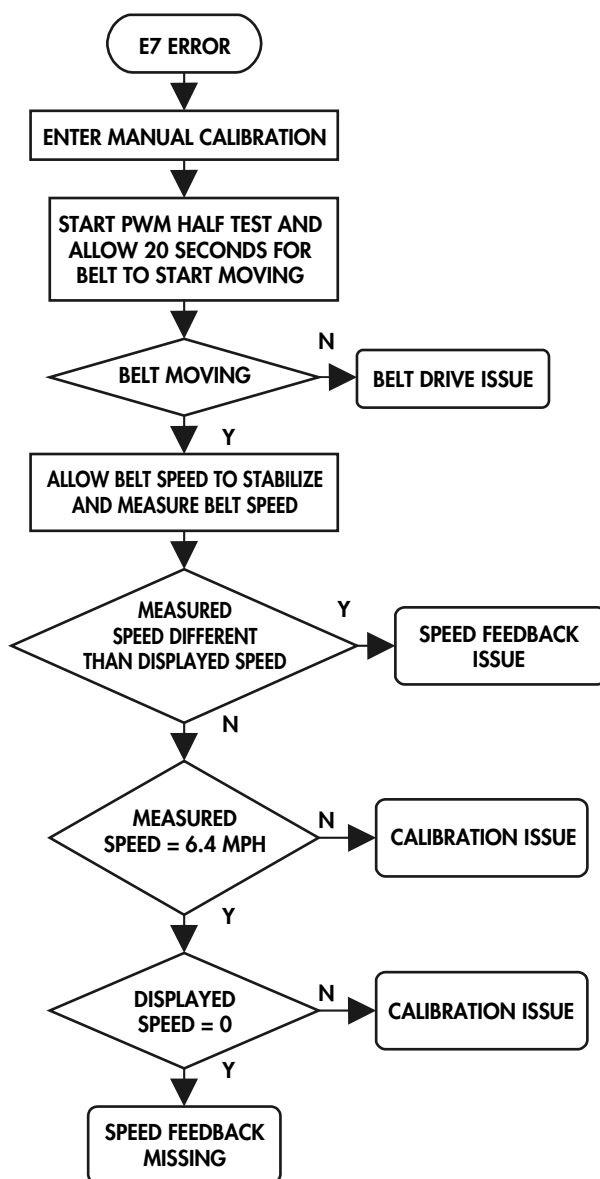 E7 ERROR
ENTER MANUAL CALIBRATION
START PWM HALF TEST AND
ALLOW 20 SECONDS FOR
BELT TO START MOVING
BELT MOVING
N
BELT DRIVE ISSUE
Y
ALLOW BELT SPEED TO STABILIZE
AND MEASURE BELT SPEED
MEASURED
SPEED DIFFERENT
THAN DISPLAYED SPEED
Y
SPEED FEEDBACK
ISSUE
N
MEASURED
SPEED = 6.4 MPH
N
CALIBRATION ISSUE
Y
DISPLAYED
SPEED = 0
N
CALIBRATION ISSUE
Y
SPEED FEEDBACK
MISSING